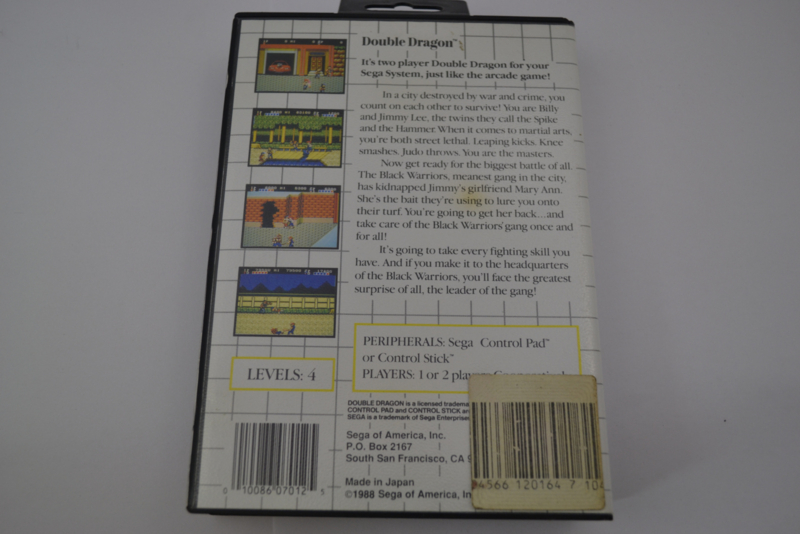 Double Dragon™
It's two player Double Dragon for your
Sega System, just like the arcade game!
In a city destroyed by war and crime, you
count on each other to survive! You are Billy
and Jimmy Lee, the twins they call the Spike
and the Hammer. When it comes to martial arts,
you're both street lethal. Leaping kicks. Knee
smashes. Judo throws. You are the masters.
Now get ready for the biggest battle of all.
The Black Warriors, meanest gang in the city,
has kidnapped Jimmy's girlfriend Mary Ann.
She's the bait they're using to lure you onto
their turf. You're going to get her back...and
take care of the Black Warriors' gang once and
for all!
It's going to take every fighting skill you
have. And if you make it to the headquarters
of the Black Warriors, you'll face the greatest
surprise of all, the leader of the gang!
PERIPHERALS: Sega Control Pad™
or Control Stick™
PLAYERS: 1 or 2
LEVELS: 4
DOUBLE DRAGON is a licensed
CONTROL PAD and CONTROL STICK
SEGA is a trademark of Sega
Sega of America, Inc.
P.O. Box 2167
South San Francisco, CA
Made in Japan
©1988 Sega of America,
0 10086 07012 5
120164 7